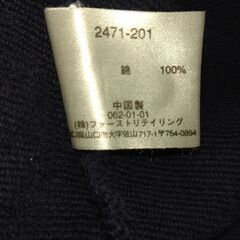 2471-201
綿 100%
中国製
062-01-01
(株)ファーストリテイリング
山口県山口市大字佐山717-1 〒754-0894